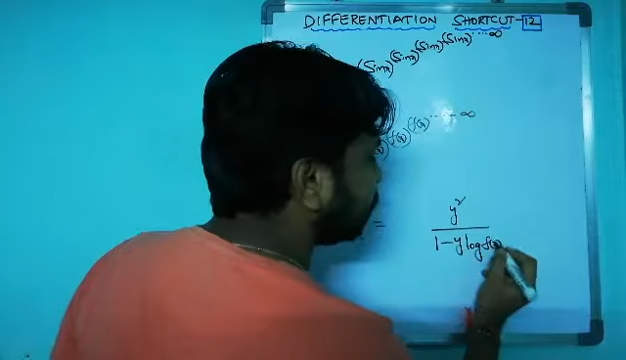 DIFFERENTIATION SHORTCUT-12
(Sinx)^(Sinx)^(Sinx)^(Sinx)^....∞
f(x)^f(x)^....∞
= y²
1-y log f(x)